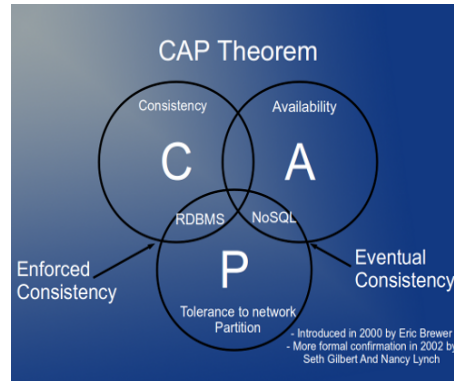 CAP Theorem
Consistency
Availability
C
A
RDBMS
NoSQL
Enforced
Consistency
P
Eventual
Consistency
Tolerance to network
Partition
- Introduced in 2000 by Eric Brewer
- More formal confirmation in 2002 by
Seth Gilbert And Nancy Lynch